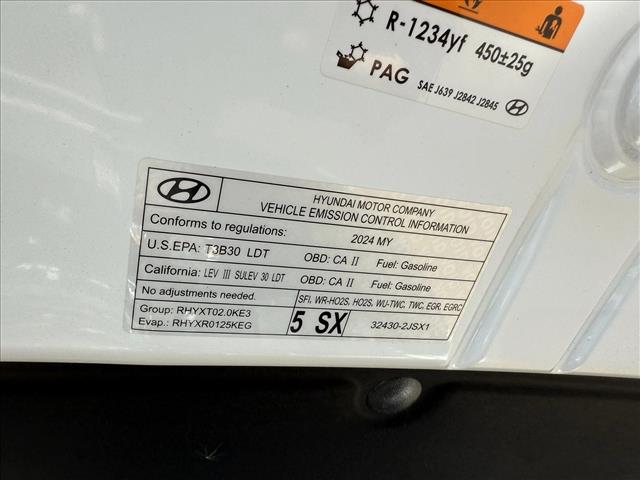 R-1234yf 450±25g
PAG SAE J639 J2842 J2845
HYUNDAI MOTOR COMPANY
VEHICLE EMISSION CONTROL INFORMATION
Conforms to regulations: 2024 MY
U.S.EPA: T3B30 LDT OBD: CA II Fuel: Gasoline
California: LEV III SULEV 30 LDT OBD: CA II Fuel: Gasoline
No adjustments needed. SFI, WR-HO2S, HO2S, WU-TWC, TWC, EGR, EGRC
Group: RHYXT02.0KE3
Evap.: RHYXR0125KEG
5 SX 32430-2JSX1